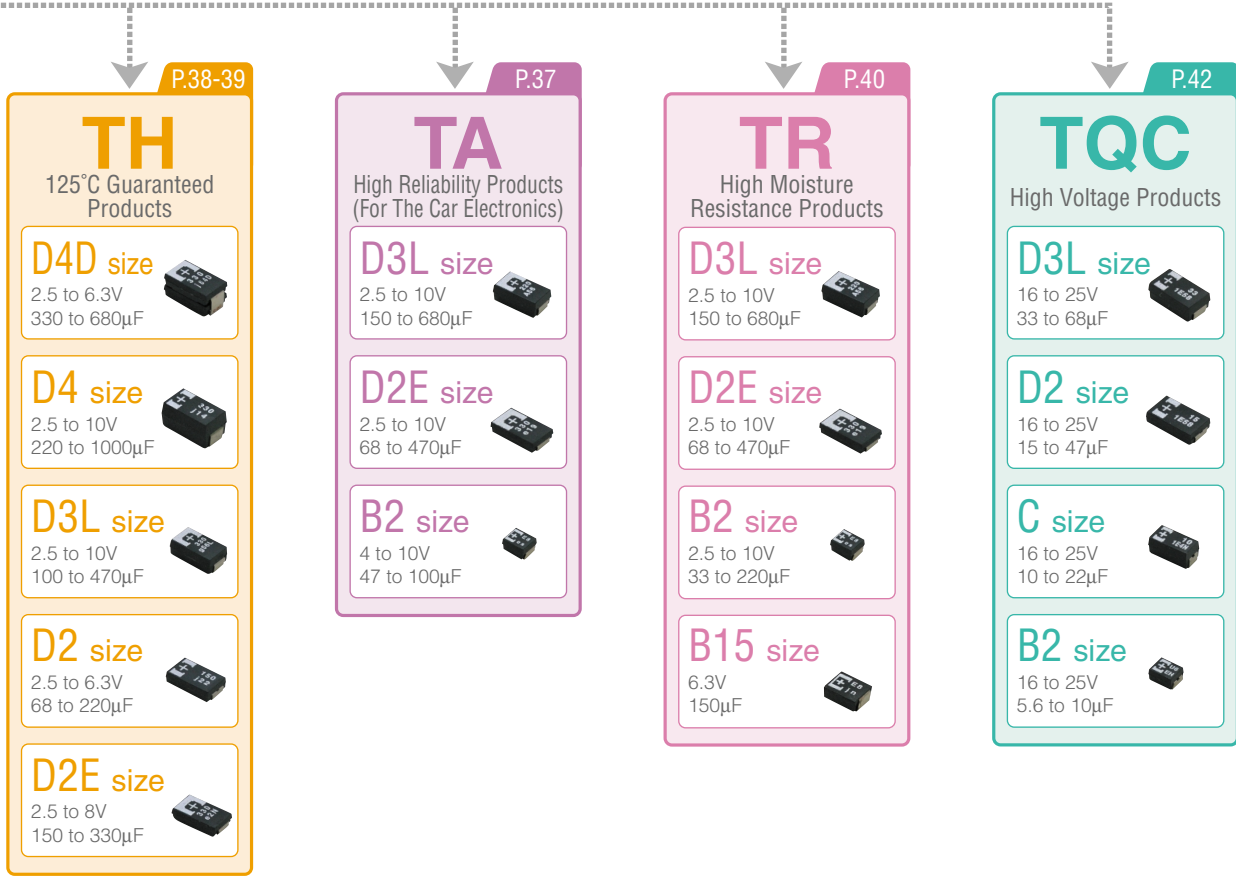 P.38-39
TH
125°C Guaranteed
Products
D4D size
2.5 to 6.3V
330 to 680µF
D4 size
2.5 to 10V
220 to 1000µF
D3L size
2.5 to 10V
100 to 470µF
D2 size
2.5 to 6.3V
68 to 220µF
D2E size
2.5 to 8V
150 to 330µF
P.37
TA
High Reliability Products
(For The Car Electronics)
D3L size
2.5 to 10V
150 to 680µF
D2E size
2.5 to 10V
68 to 470µF
B2 size
4 to 10V
47 to 100µF
P.40
TR
High Moisture
Resistance Products
D3L size
2.5 to 10V
150 to 680µF
D2E size
2.5 to 10V
68 to 470µF
B2 size
2.5 to 10V
33 to 220µF
B15 size
6.3V
150µF
P.42
TQC
High Voltage Products
D3L size
16 to 25V
33 to 68µF
D2 size
16 to 25V
15 to 47µF
C size
16 to 25V
10 to 22µF
B2 size
16 to 25V
5.6 to 10µF